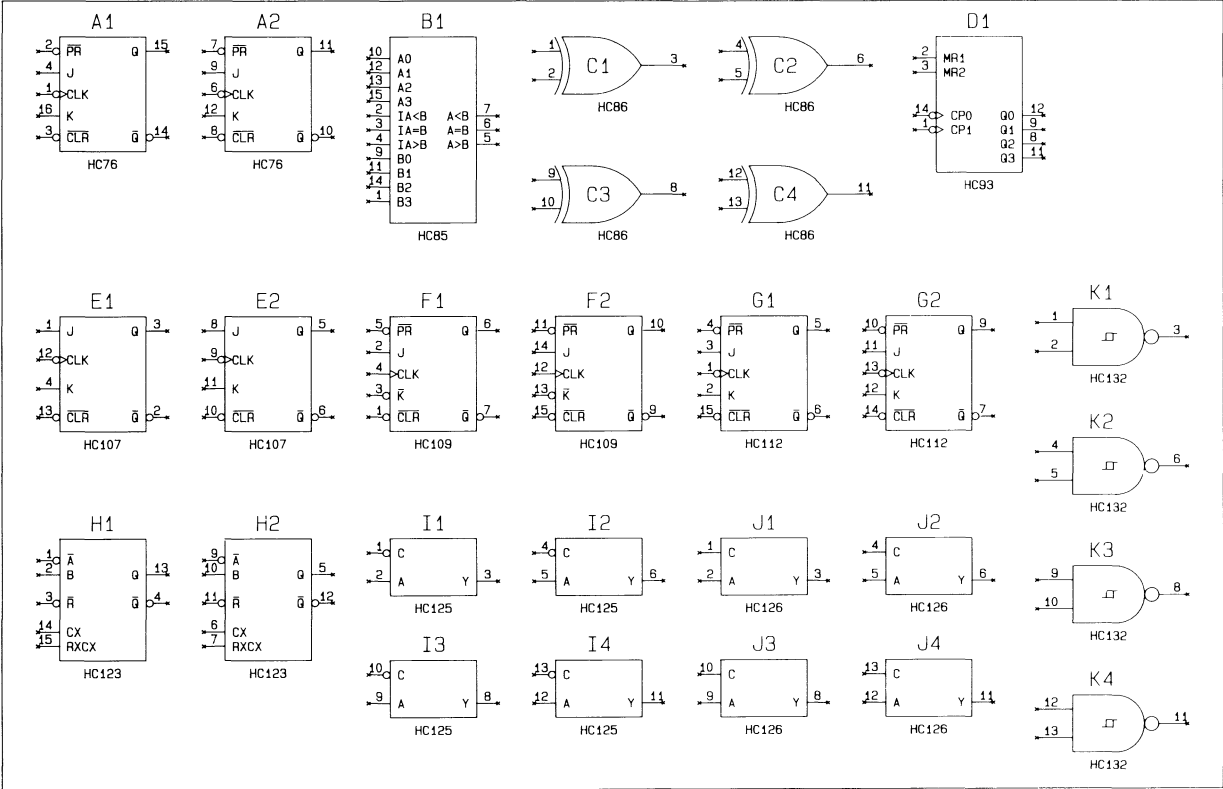 A1 A2 B1 D1
2 PR Q 15
4 J
1 CLK
16 K
3 CLR Q 14
HC76
7 PR Q 11
9 J
6 CLK
12 K
8 CLR Q 10
HC76
10 A0
12 A1
13 A2
15 A3
2 IA<B A<B 7
3 IA=B A=B 6
4 IA>B A>B 5
9 B0
11 B1
14 B2
1 B3
HC85
1 2 C1 3
HC86
4 5 C2 6
HC86
9 10 C3 8
HC86
12 13 C4 11
HC86
2 MR1
3 MR2
14 CP0 Q0 12
1 CP1 Q1 9
Q2 8
Q3 11
HC93
E1 E2 F1 F2 G1 G2 K1
1 J Q 3
12 CLK
4 K
13 CLR Q 2
HC107
8 J Q 5
9 CLK
11 K
10 CLR Q 6
HC107
5 PR Q 6
2 J
4 CLK
3 K
1 CLR Q 7
HC109
11 PR Q 10
14 J
12 CLK
13 K
15 CLR Q 9
HC109
4 PR Q 5
3 J
1 CLK
2 K
15 CLR Q 6
HC112
10 PR Q 9
11 J
13 CLK
12 K
14 CLR Q 7
HC112
1 2 3
HC132
K2
4 5 6
HC132
H1 H2 I1 I2 J1 J2 K3
1 A
2 B Q 13
3 R Q 4
14 CX
15 RXCX
HC123
9 A
10 B Q 5
11 R Q 12
6 CX
7 RXCX
HC123
1 C
2 A Y 3
HC125
4 C
5 A Y 6
HC125
1 C
2 A Y 3
HC126
4 C
5 A Y 6
HC126
9 10 8
HC132
I3 I4 J3 J4 K4
10 C
9 A Y 8
HC125
13 C
12 A Y 11
HC125
10 C
9 A Y 8
HC126
13 C
12 A Y 11
HC126
12 13 11
HC132